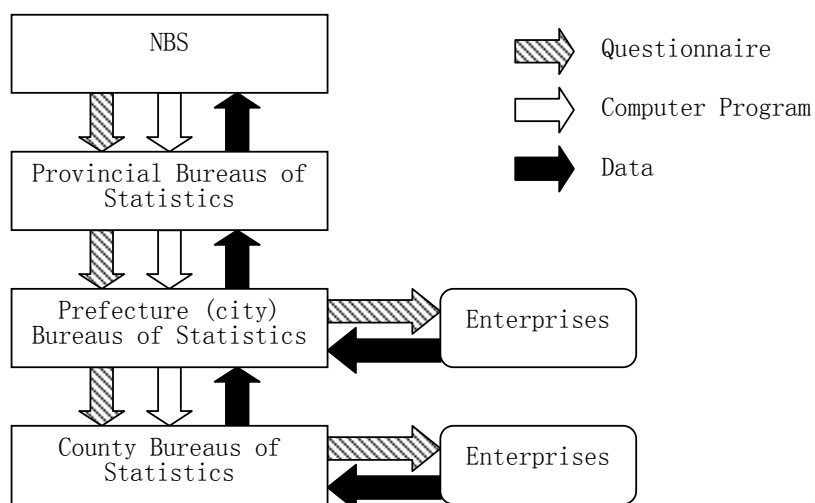 NBS
Questionnaire
Computer Program
Data
Provincial Bureaus of
Statistics
Prefecture (city)
Bureaus of Statistics
Enterprises
County Bureaus of
Statistics
Enterprises